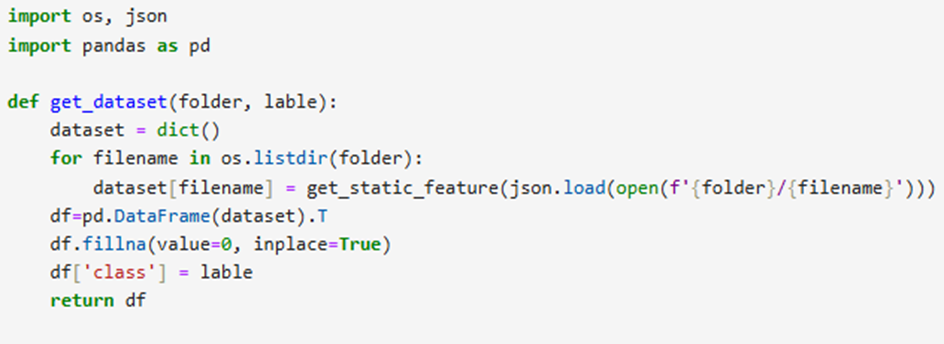 import os, json
import pandas as pd
def get_dataset(folder, lable):
    dataset = dict()
    for filename in os.listdir(folder):
        dataset[filename] = get_static_feature(json.load(open(f'{folder}/{filename}')))
    df=pd.DataFrame(dataset).T
    df.fillna(value=0, inplace=True)
    df['class'] = lable
    return df